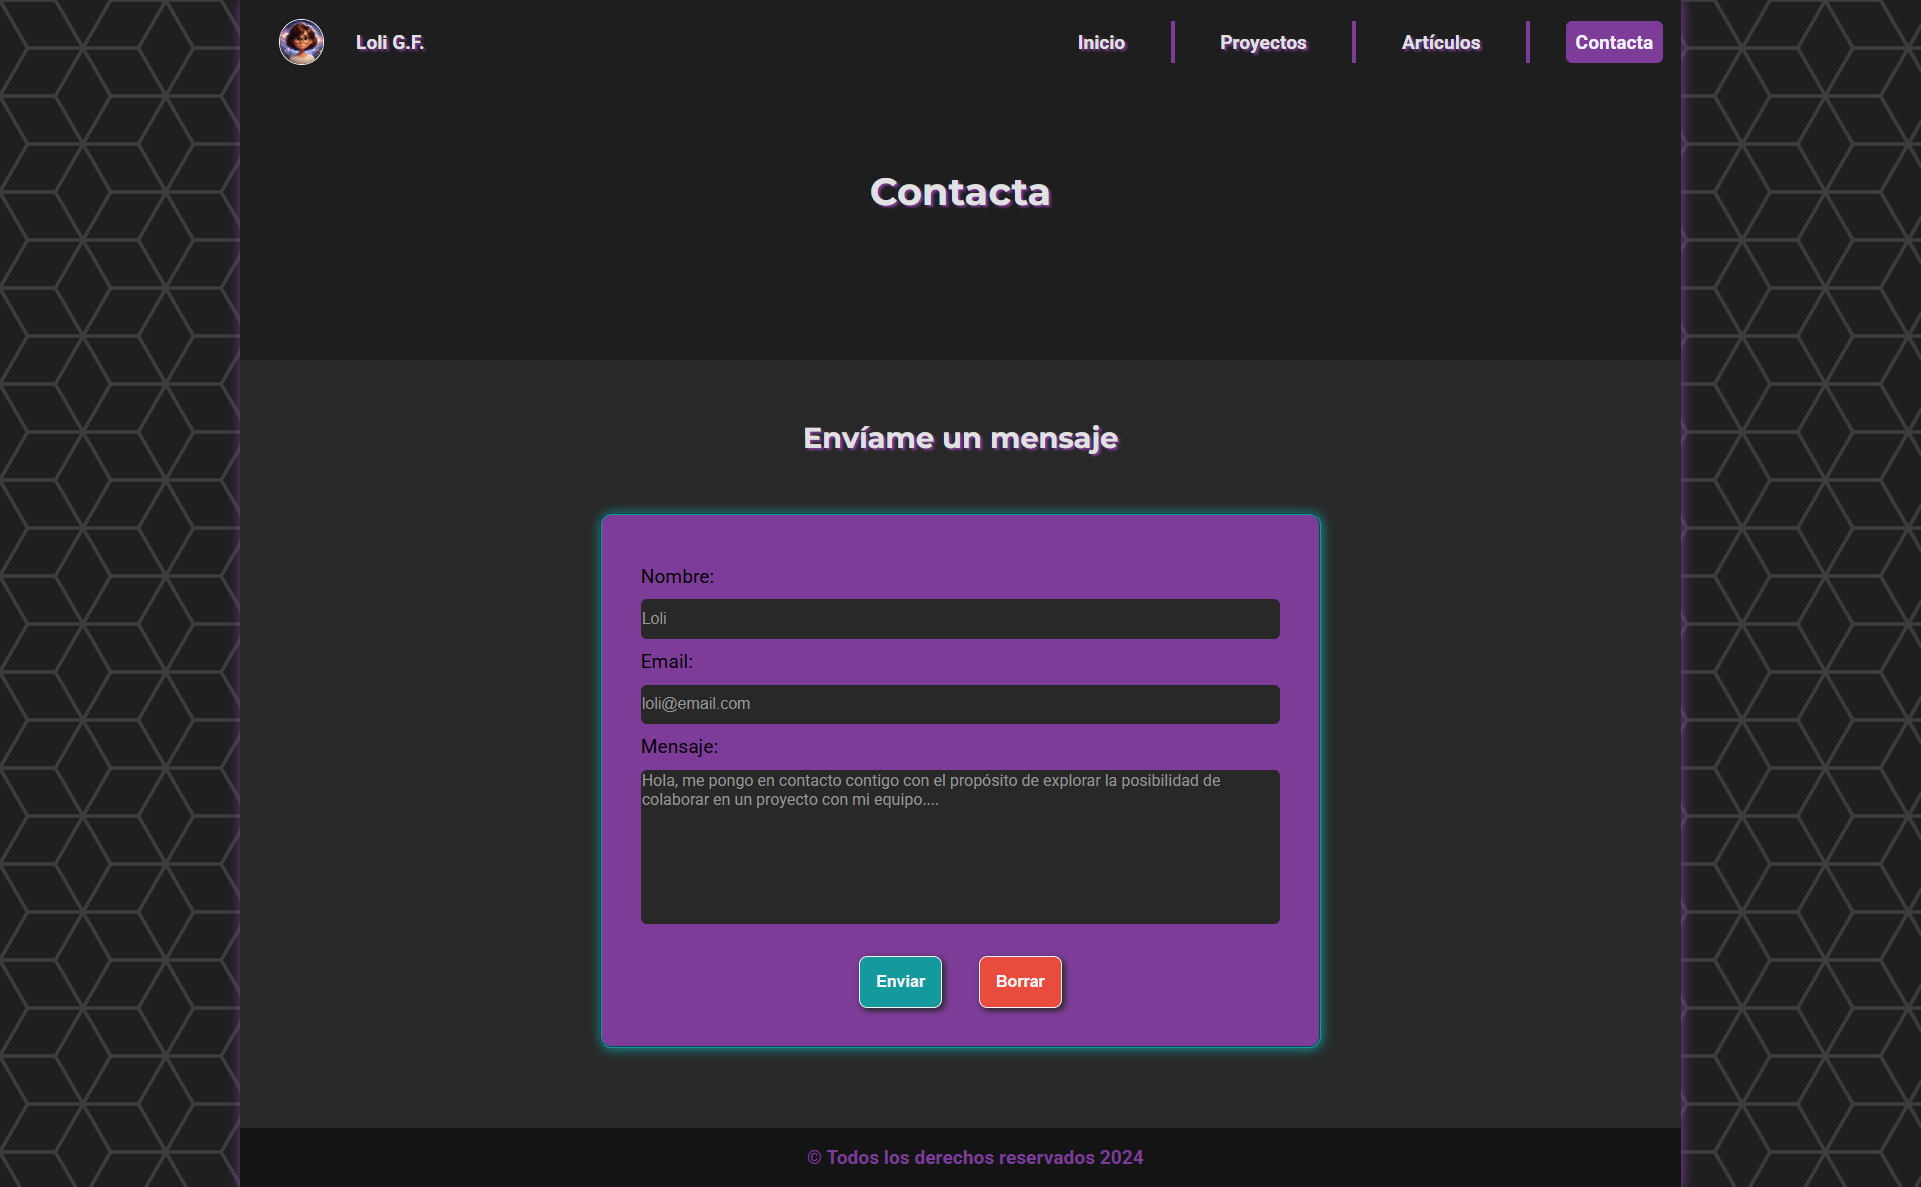 Loli G.F.
Inicio
Proyectos
Artículos
Contacta
Contacta
Envíame un mensaje
Nombre:
Loli
Email:
loli@email.com
Mensaje:
Hola, me pongo en contacto contigo con el propósito de explorar la posibilidad de
colaborar en un proyecto con mi equipo....
Enviar
Borrar
© Todos los derechos reservados 2024